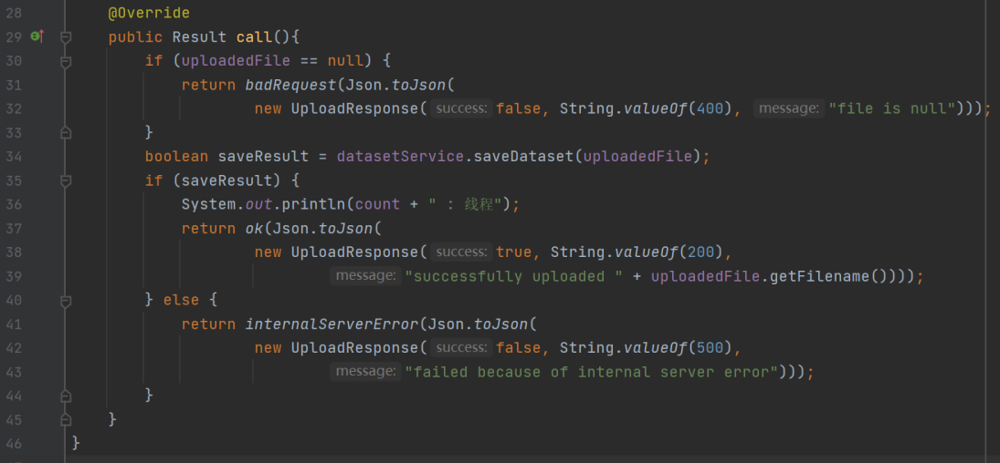 28 @Override
29 public Result call(){
30 if (uploadedFile == null) {
31 return badRequest(Json.toJson(
32 new UploadResponse( success: false, String.valueOf(400), message: "file is null")));
33 }
34 boolean saveResult = datasetService.saveDataset(uploadedFile);
35 if (saveResult) {
36 System.out.println(count + " : 线程");
37 return ok(Json.toJson(
38 new UploadResponse( success: true, String.valueOf(200),
39 message: "successfully uploaded " + uploadedFile.getFilename())));
40 } else {
41 return internalServerError(Json.toJson(
42 new UploadResponse( success: false, String.valueOf(500),
43 message: "failed because of internal server error")));
44 }
45 }
46 }